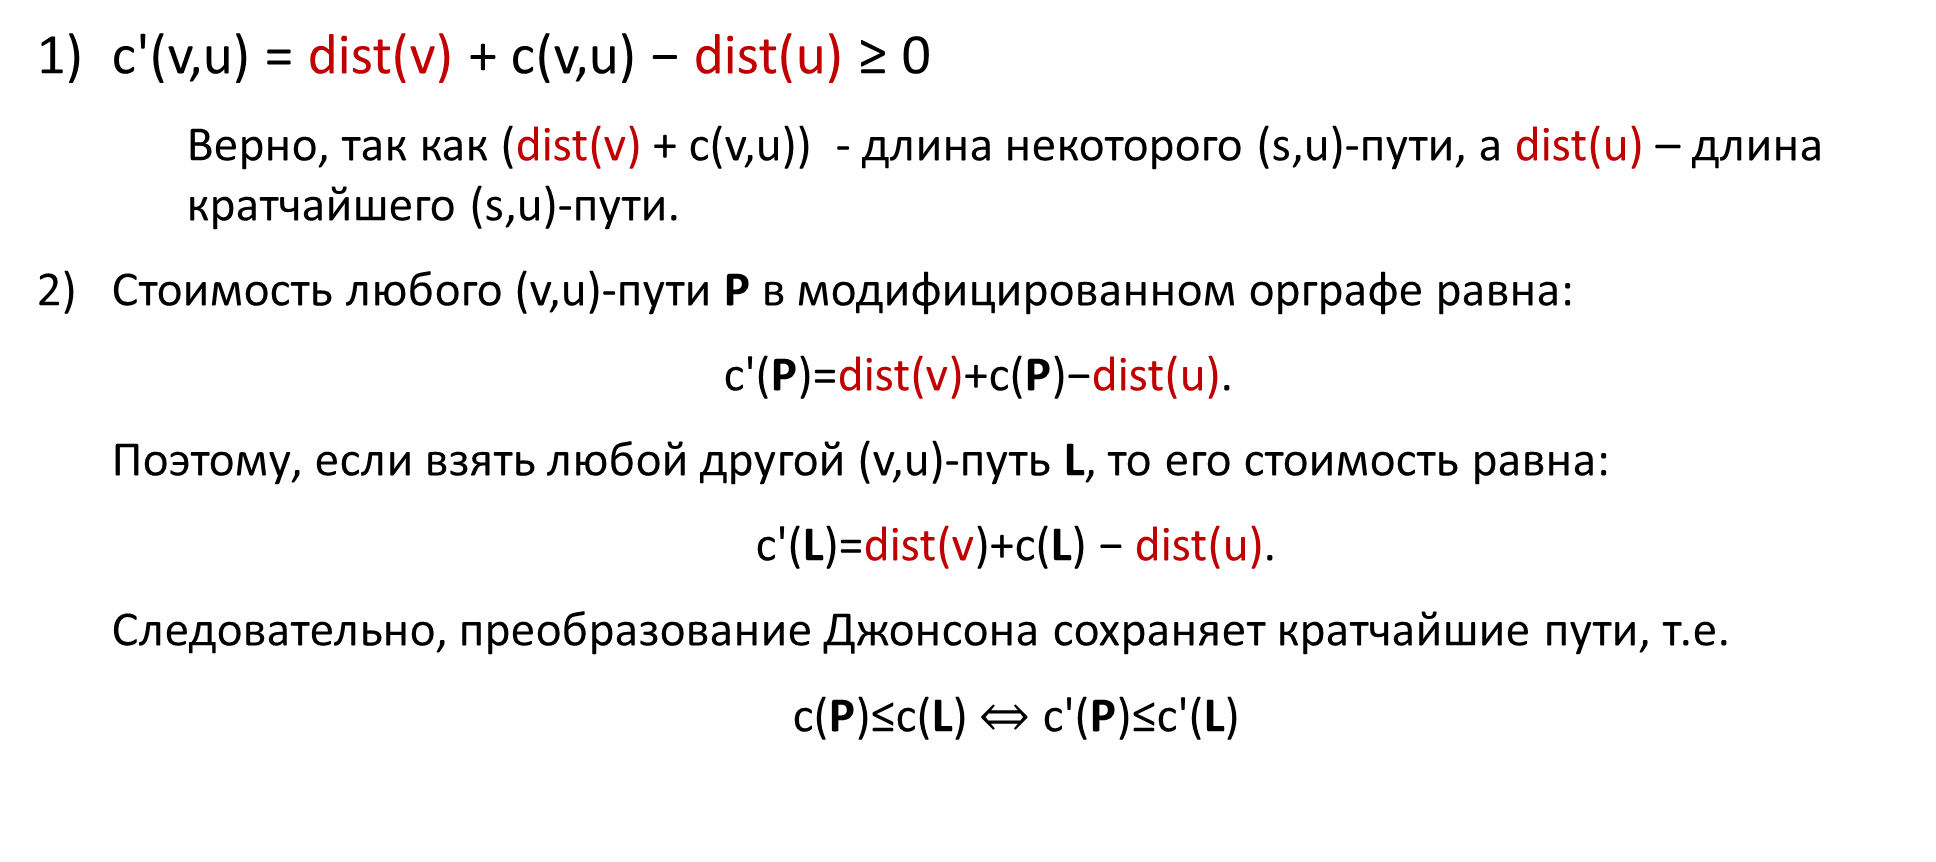 1) c'(v,u) = dist(v) + c(v,u) − dist(u) ≥ 0
Верно, так как (dist(v) + c(v,u))  - длина некоторого (s,u)-пути, а dist(u) – длина
кратчайшего (s,u)-пути.
2) Стоимость любого (v,u)-пути P в модифицированном орграфе равна:
c'(P)=dist(v)+c(P)−dist(u).
Поэтому, если взять любой другой (v,u)-путь L, то его стоимость равна:
c'(L)=dist(v)+c(L) − dist(u).
Следовательно, преобразование Джонсона сохраняет кратчайшие пути, т.е.
c(P)≤c(L) ⟺ c'(P)≤c'(L)